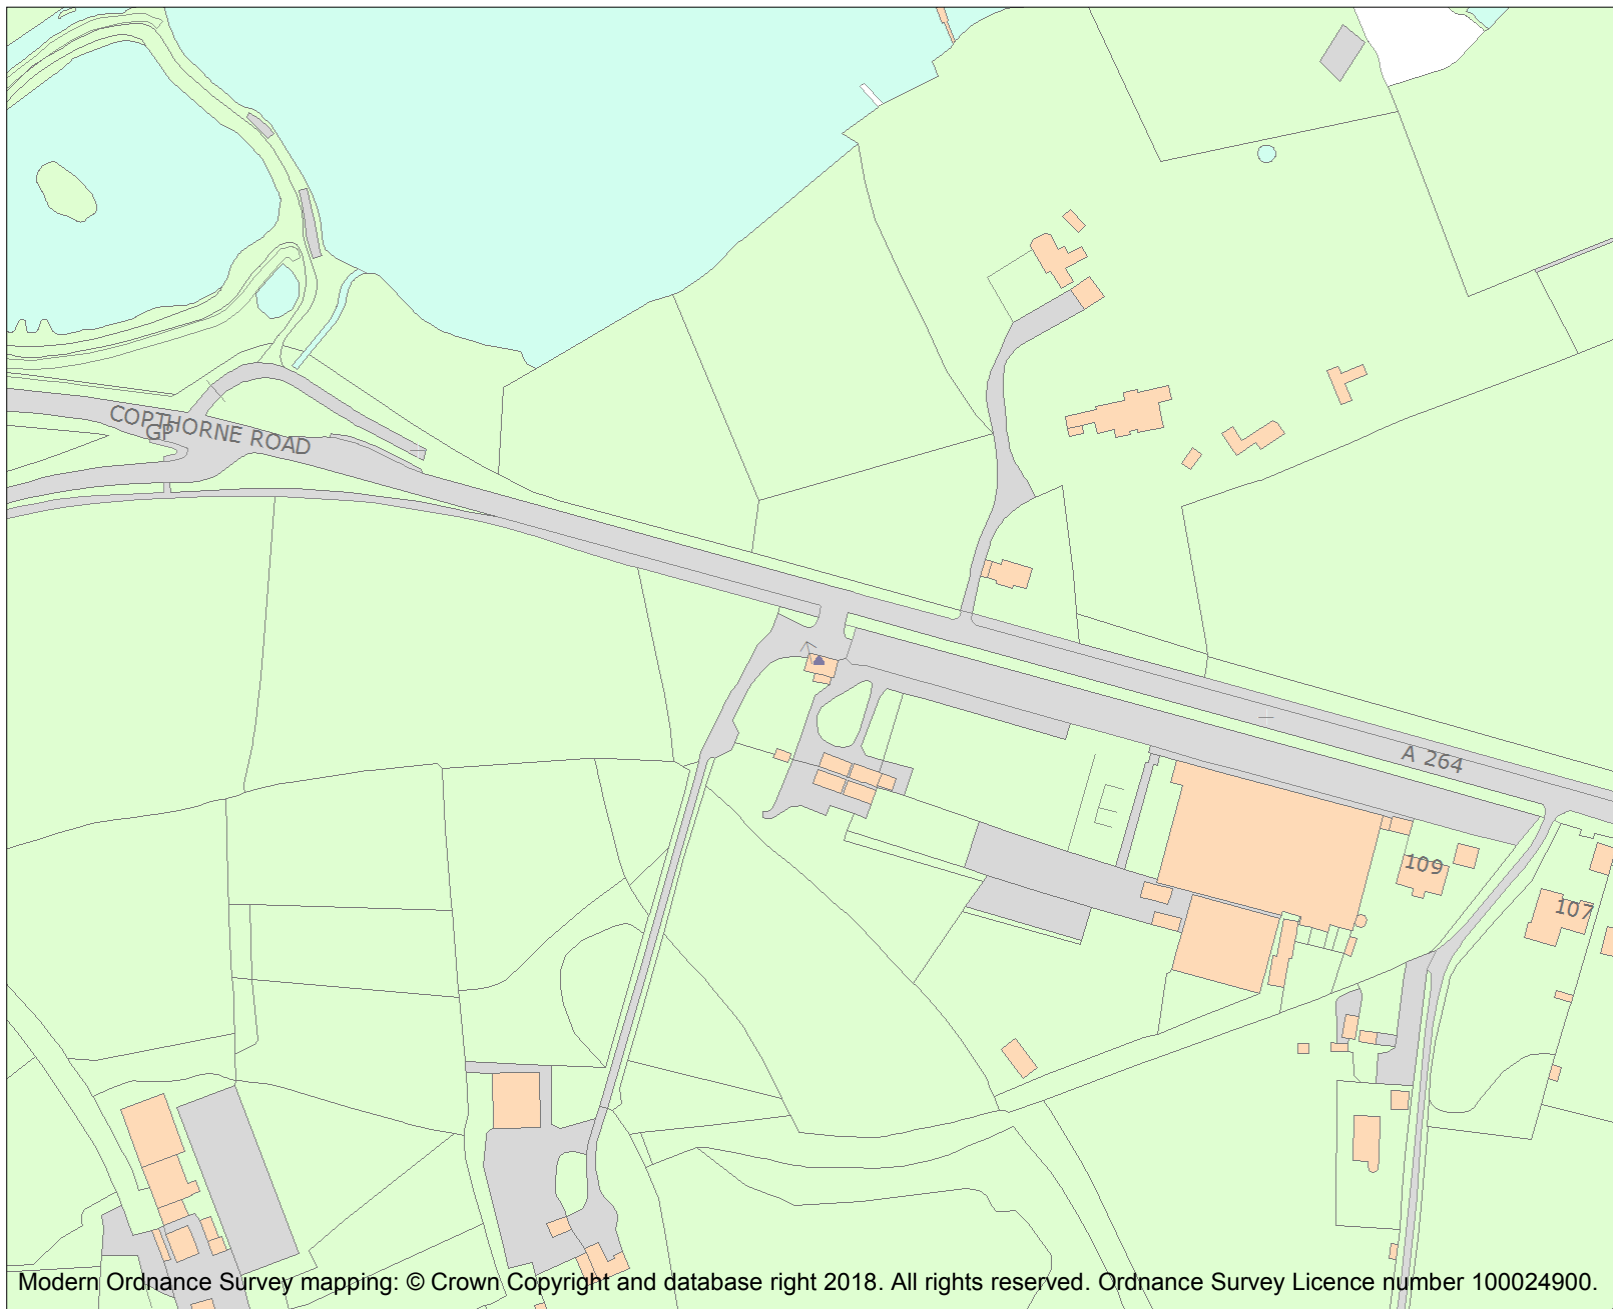 COPTHORNE ROAD
GP
A 264
109
107
Modern Ordnance Survey mapping: © Crown Copyright and database right 2018. All rights reserved. Ordnance Survey Licence number 100024900.